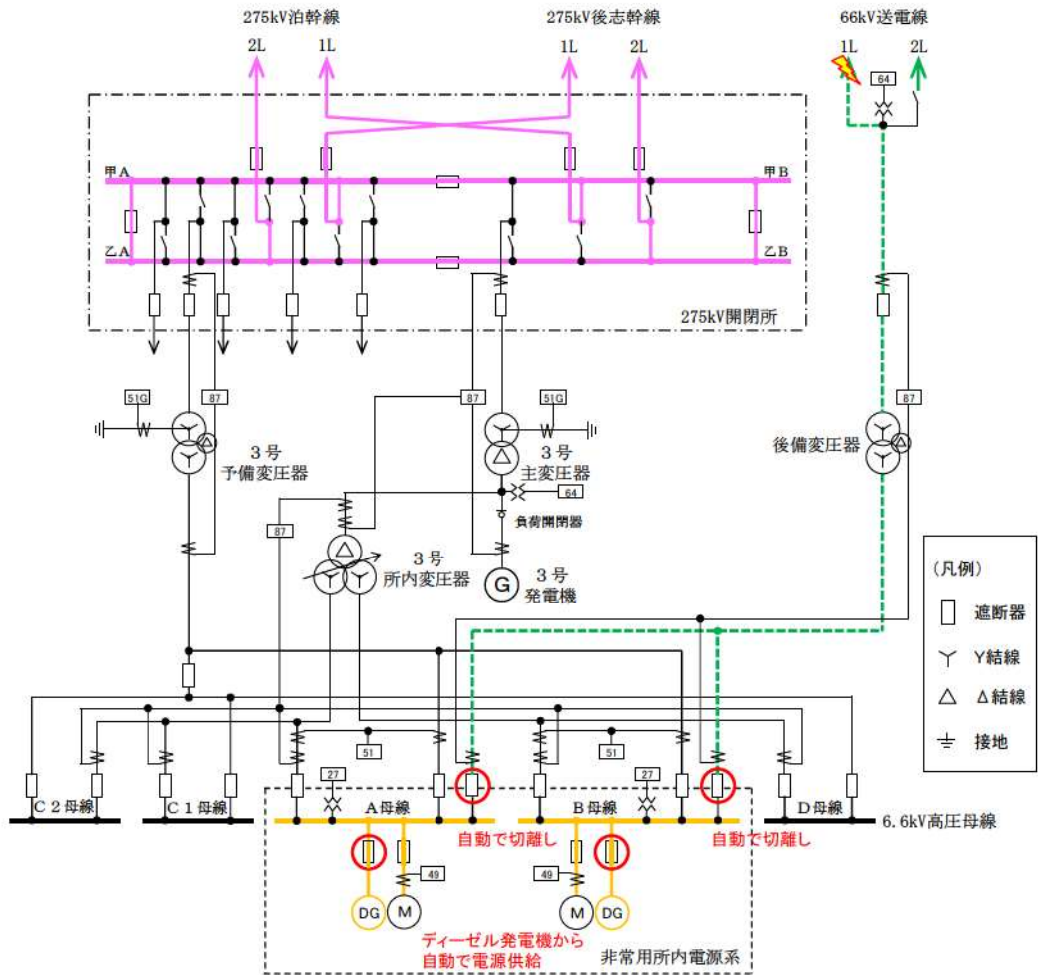 275kV泊幹線 275kV後志幹線 66kV送電線
2L 1L 1L 2L 1L 2L
64
甲A 甲B
乙A 乙B
275kV開閉所
51G 87 51G 87
3号
予備変圧器
3号
主変圧器
後備変圧器
64
負荷開閉器
87
3号
所内変圧器
G
3号
発電機
(凡例)
遮断器
Y結線
Δ結線
接地
51 51
27 27
C2母線 C1母線 A母線 B母線 D母線
6.6kV高圧母線
自動で切離し 自動で切離し
49 49
DG M M DG
ディーゼル発電機から
自動で電源供給
非常用所内電源系